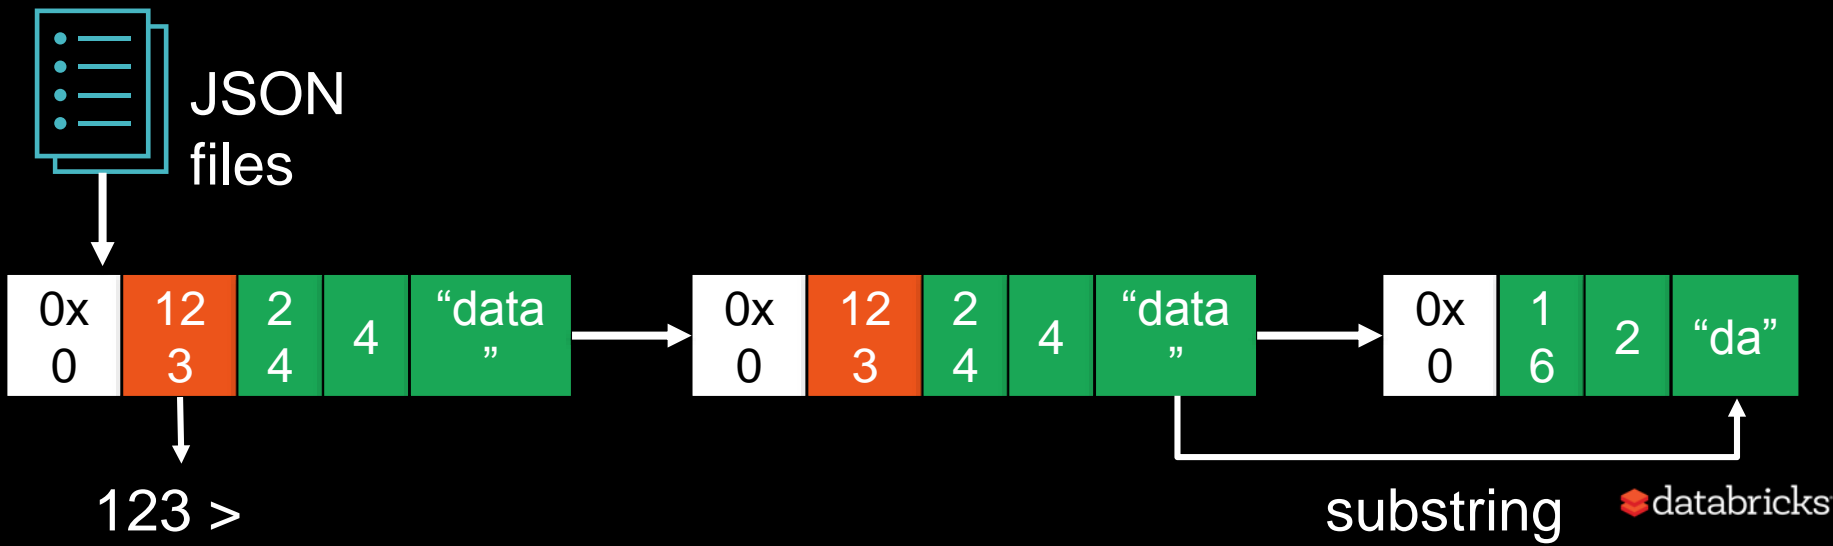 JSON
files
0x
0
12
3
2
4
4
“data
”
0x
0
12
3
2
4
4
“data
”
0x
0
1
6
2
“da”
123 >
substring
databricks